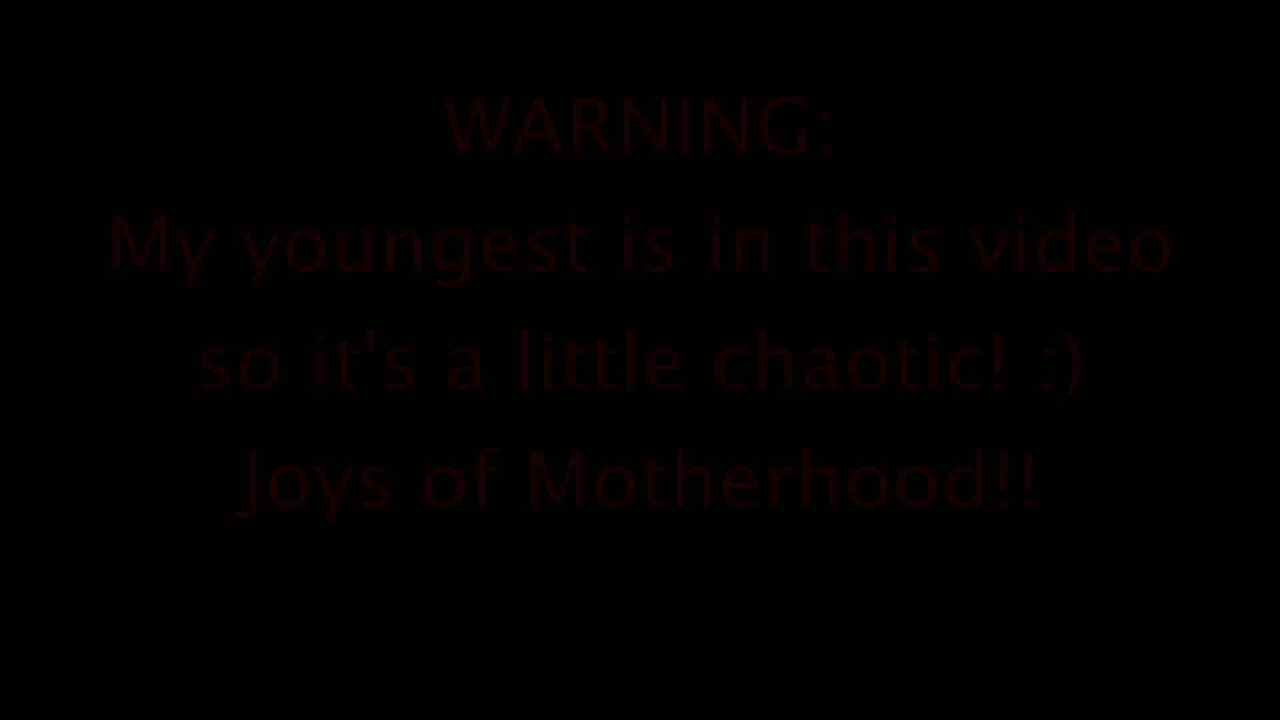 WARNING:
My youngest is in this video
so it's a little chaotic! :)
Joys of Motherhood!!